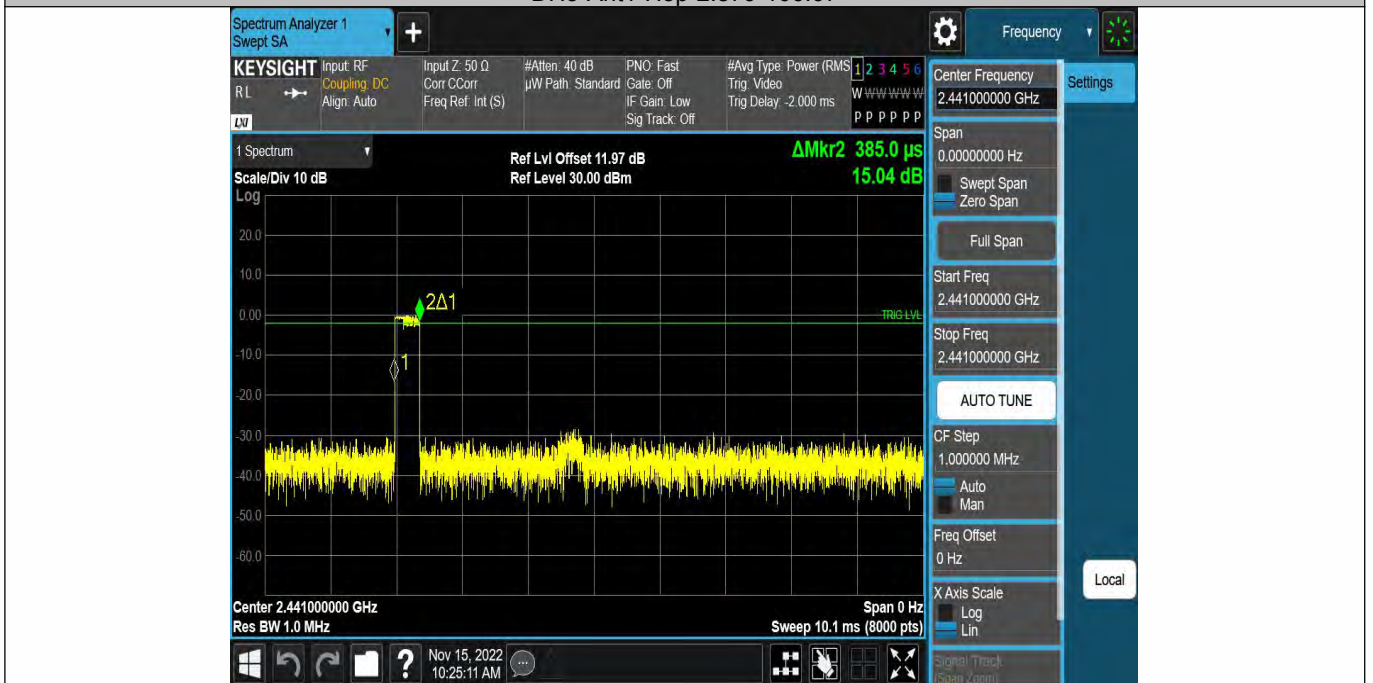 Spectrum Analyzer 1
Swept SA
+
Frequency
KEYSIGHT
RL
LXI
Input: RF
Coupling: DC
Align: Auto
Input Z: 50 Ω
Corr CCorr
Freq Ref: Int (S)
#Atten: 40 dB
µW Path: Standard
PNO: Fast
Gate: Off
IF Gain: Low
Sig Track: Off
#Avg Type: Power (RMS
Trig: Video
Trig Delay: -2.000 ms
1 2 3 4 5 6
W W W W W W
P P P P P P
Center Frequency
2.441000000 GHz
Settings
Span
0.00000000 Hz
Swept Span
Zero Span
Full Span
Start Freq
2.441000000 GHz
Stop Freq
2.441000000 GHz
AUTO TUNE
CF Step
1.000000 MHz
Auto
Man
Freq Offset
0 Hz
X Axis Scale
Log
Lin
Signal Track
(Span Zoom)
Local
1 Spectrum
Scale/Div 10 dB
Log
Ref Lvl Offset 11.97 dB
Ref Level 30.00 dBm
ΔMkr2 385.0 µs
15.04 dB
20.0
10.0
0.00
-10.0
-20.0
-30.0
-40.0
-50.0
-60.0
2Δ1
1
TRIG LVL
Center 2.441000000 GHz
Res BW 1.0 MHz
Span 0 Hz
Sweep 10.1 ms (8000 pts)
?
Nov 15, 2022
10:25:11 AM